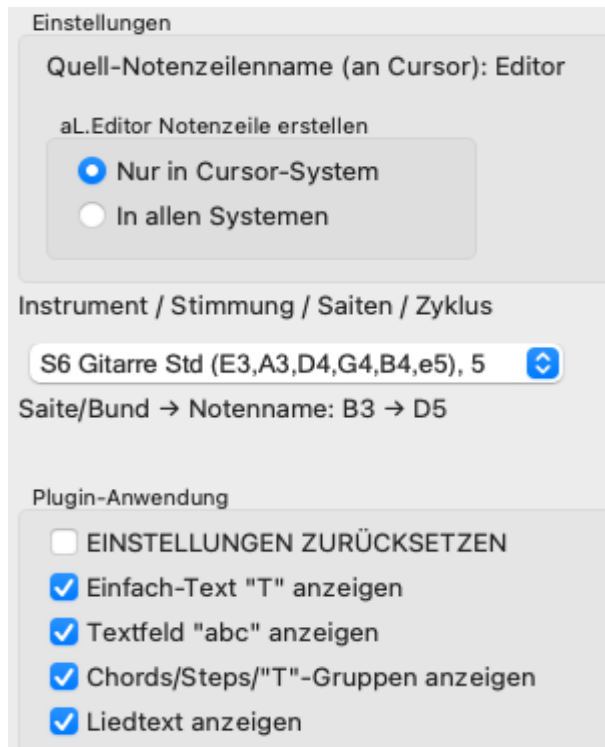 Einstellungen
Quell-Notenzeilenname (an Cursor): Editor
aL.Editor Notenzeile erstellen
Nur in Cursor-System
In allen Systemen
Instrument / Stimmung / Saiten / Zyklus
S6 Gitarre Std (E3,A3,D4,G4,B4,e5), 5
Saite/Bund → Notenname: B3 → D5
Plugin-Anwendung
EINSTELLUNGEN ZURÜCKSETZEN
Einfach-Text "T" anzeigen
Textfeld "abc" anzeigen
Chords/Steps/"T"-Gruppen anzeigen
Liedtext anzeigen